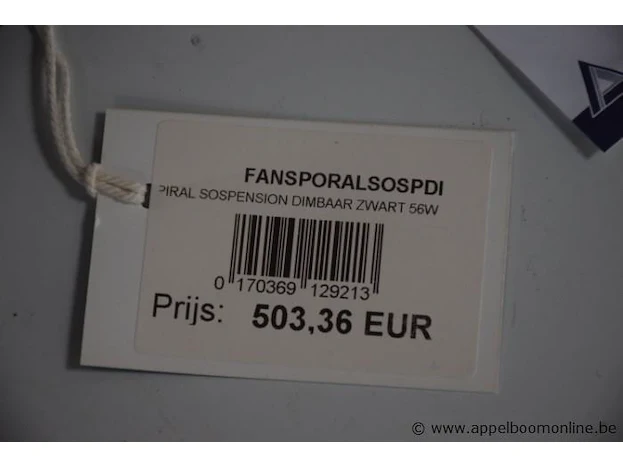 FANSPORALSOSPDI
PIRAL SOSPENSION DIMBAAR ZWART 56W
0 170369 129213
Prijs: 503,36 EUR
© www.appelboomonline.be